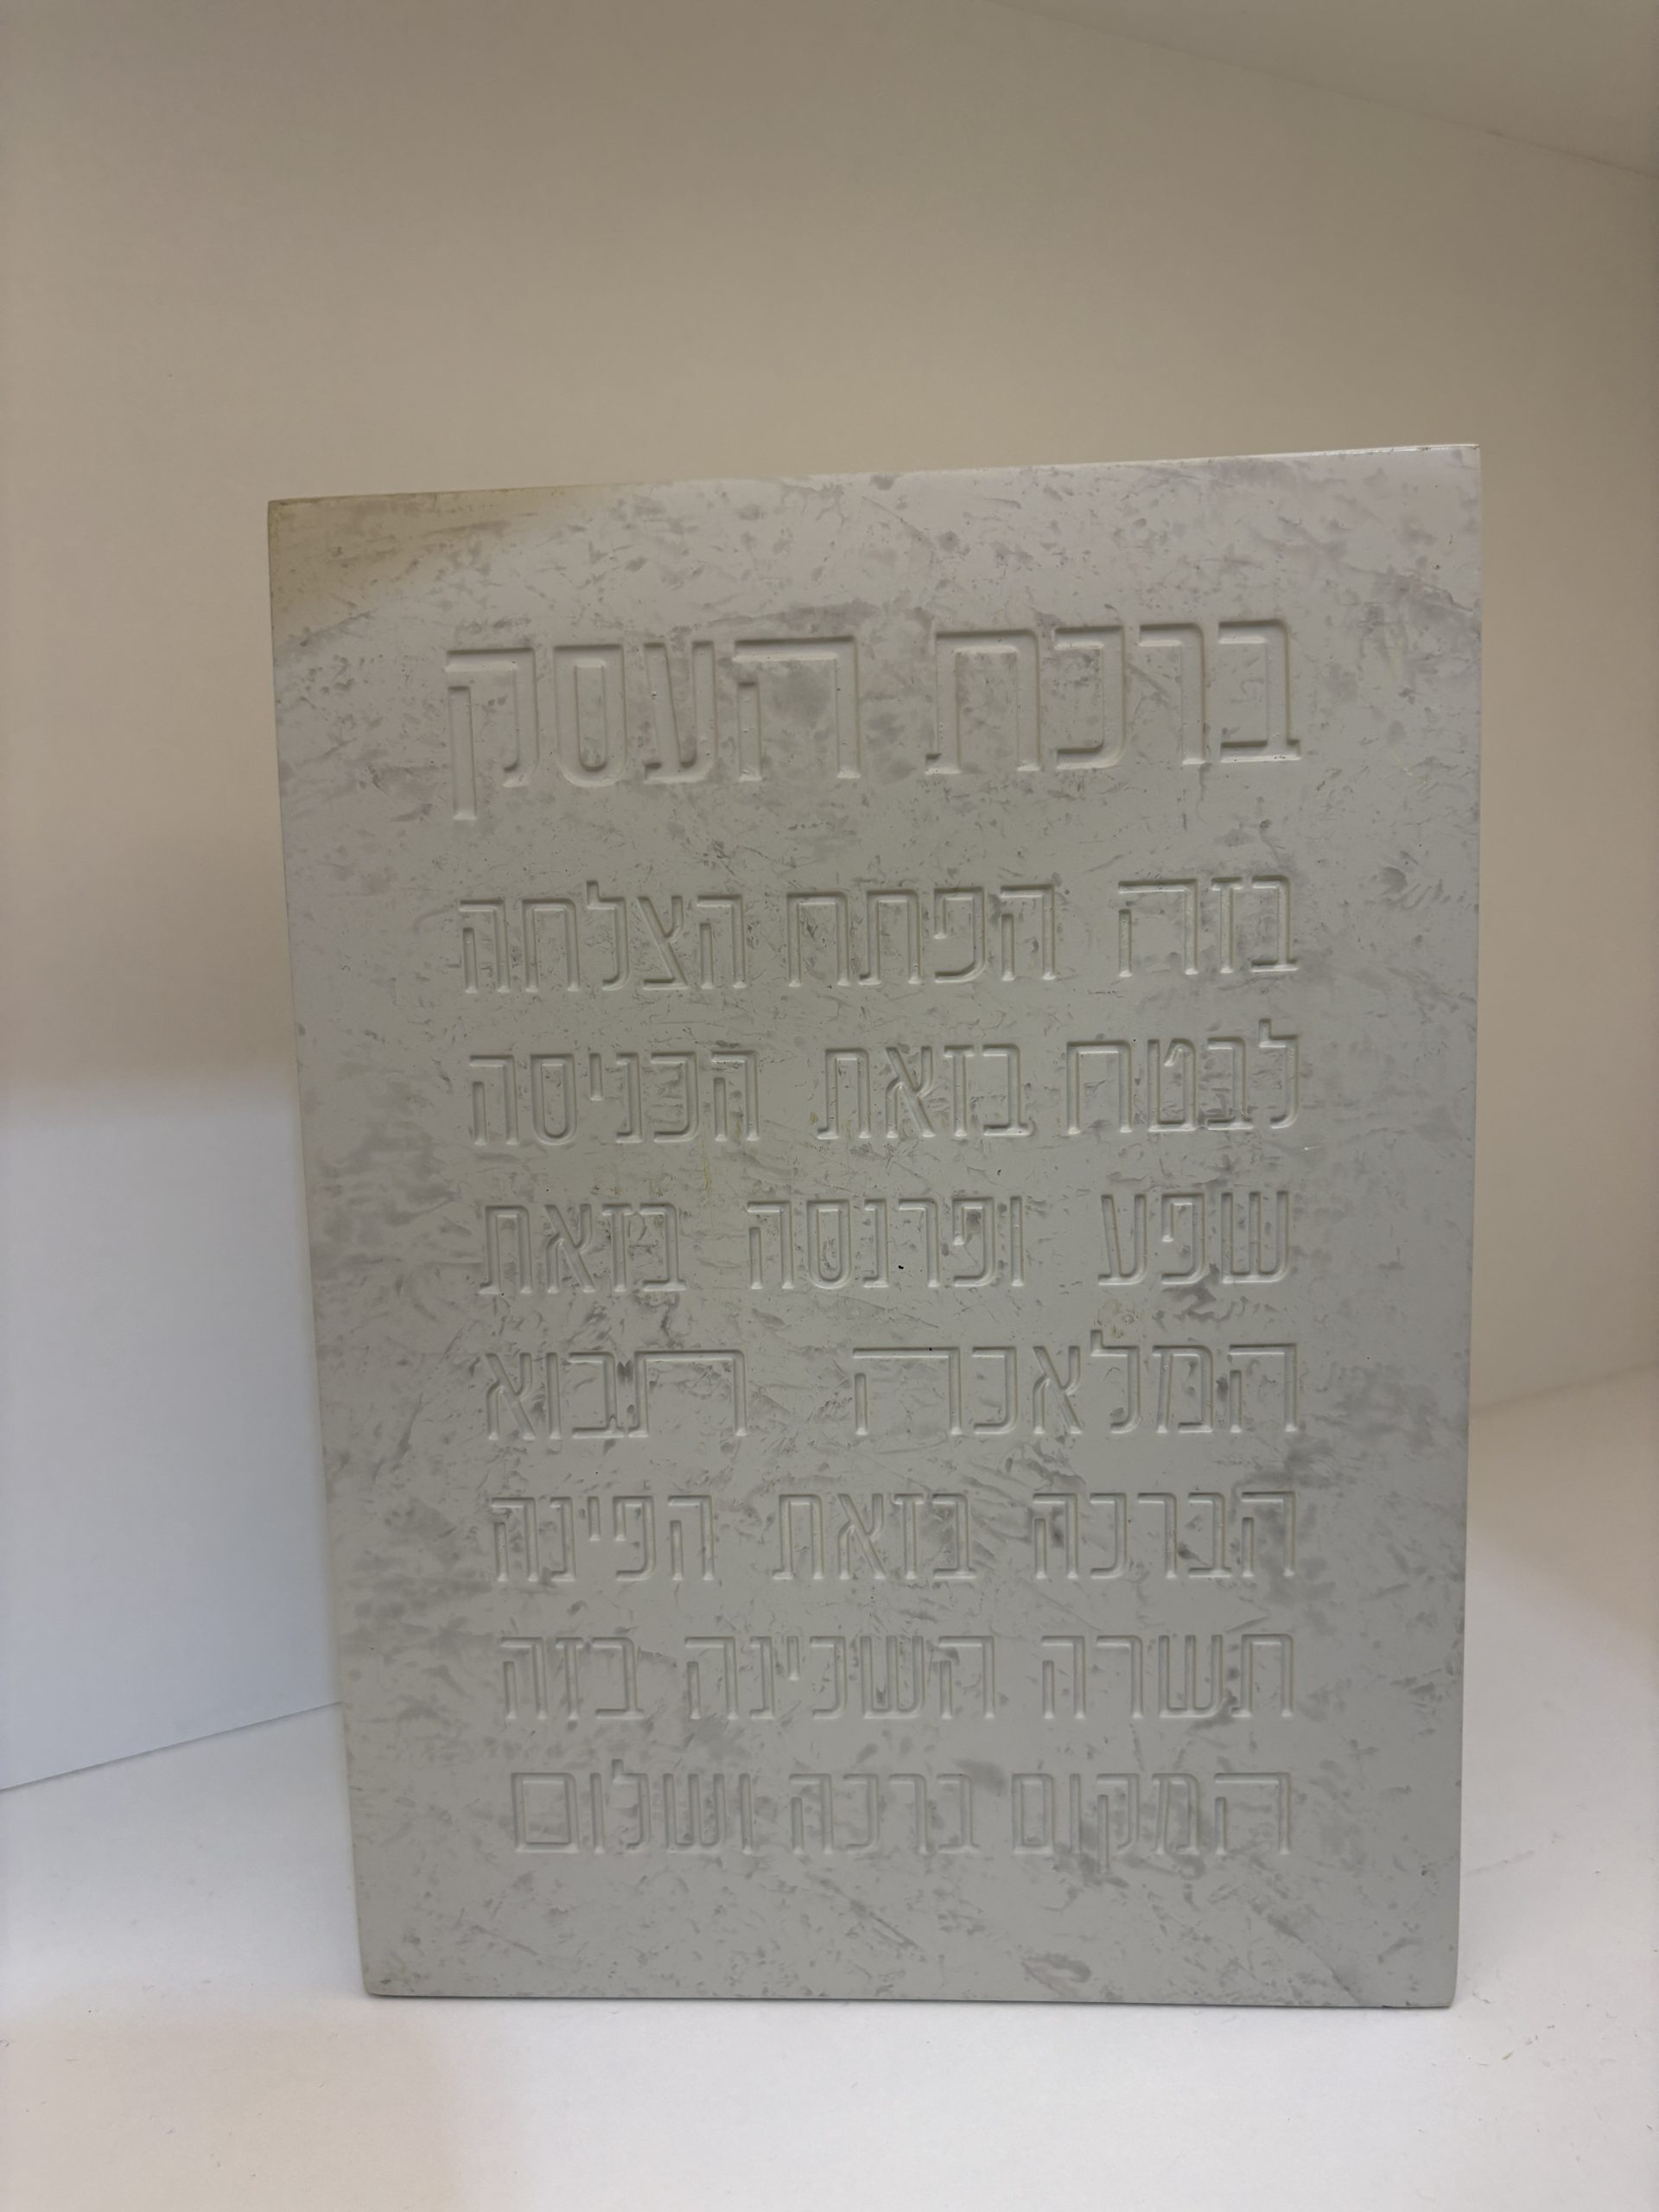 ברכת העסק
בזה הפתח הצלחה
לבטח בזאת הכניסה
שפע ופרנסה בזאת
המלאכה תבוא
הברכה בזאת הפינה
תשרה השכינה בזה
המקום ברכה ושלום